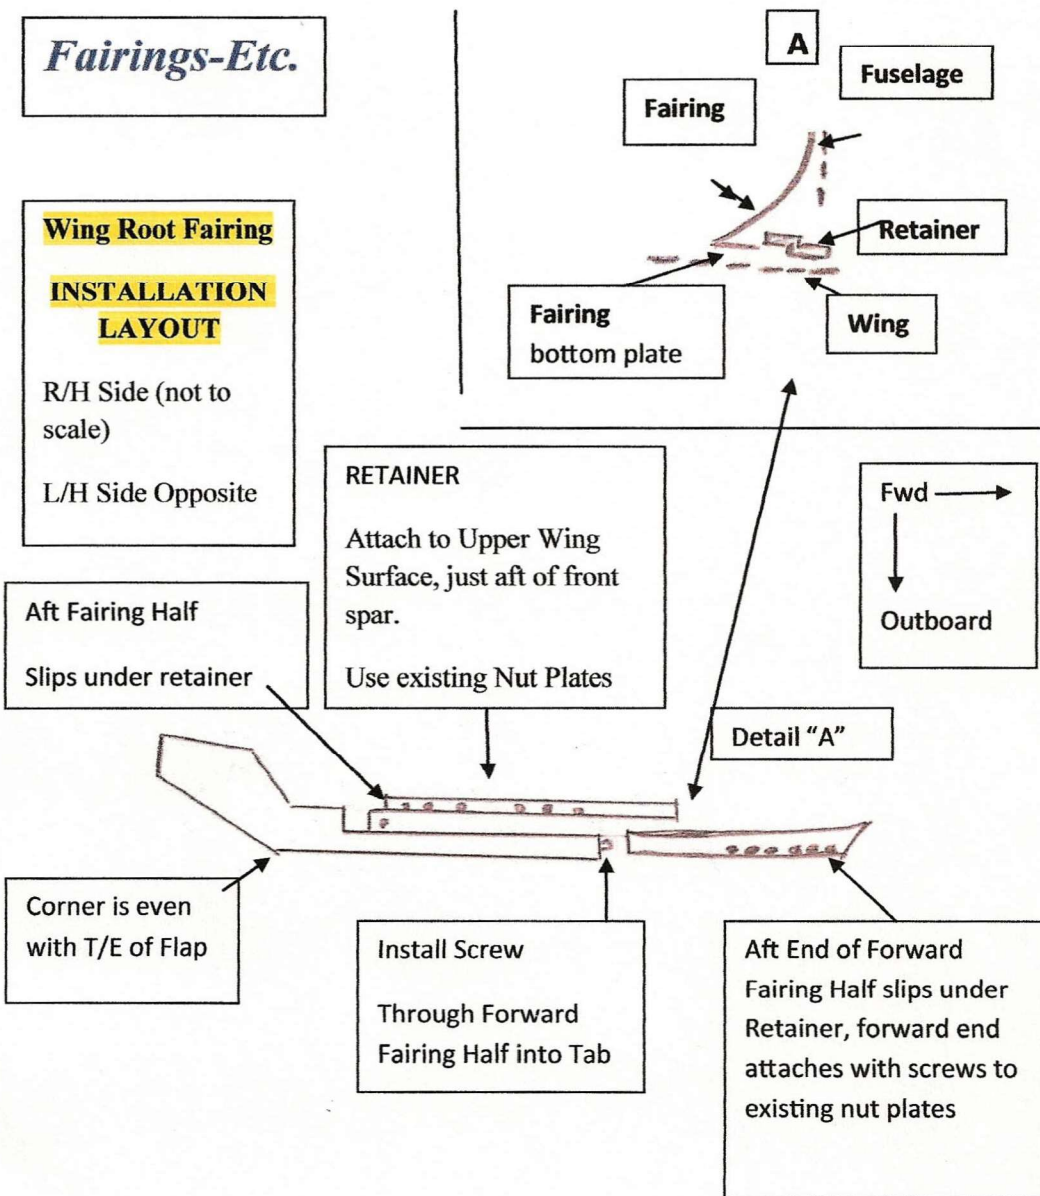 Fairings-Etc.
Wing Root Fairing
INSTALLATION
LAYOUT
R/H Side (not to
scale)
L/H Side Opposite
A
Fuselage
Fairing
Retainer
Fairing
bottom plate
Wing
RETAINER
Attach to Upper Wing
Surface, just aft of front
spar.
Use existing Nut Plates
Fwd
Outboard
Aft Fairing Half
Slips under retainer
Detail “A”
Corner is even
with T/E of Flap
Install Screw
Through Forward
Fairing Half into Tab
Aft End of Forward
Fairing Half slips under
Retainer, forward end
attaches with screws to
existing nut plates